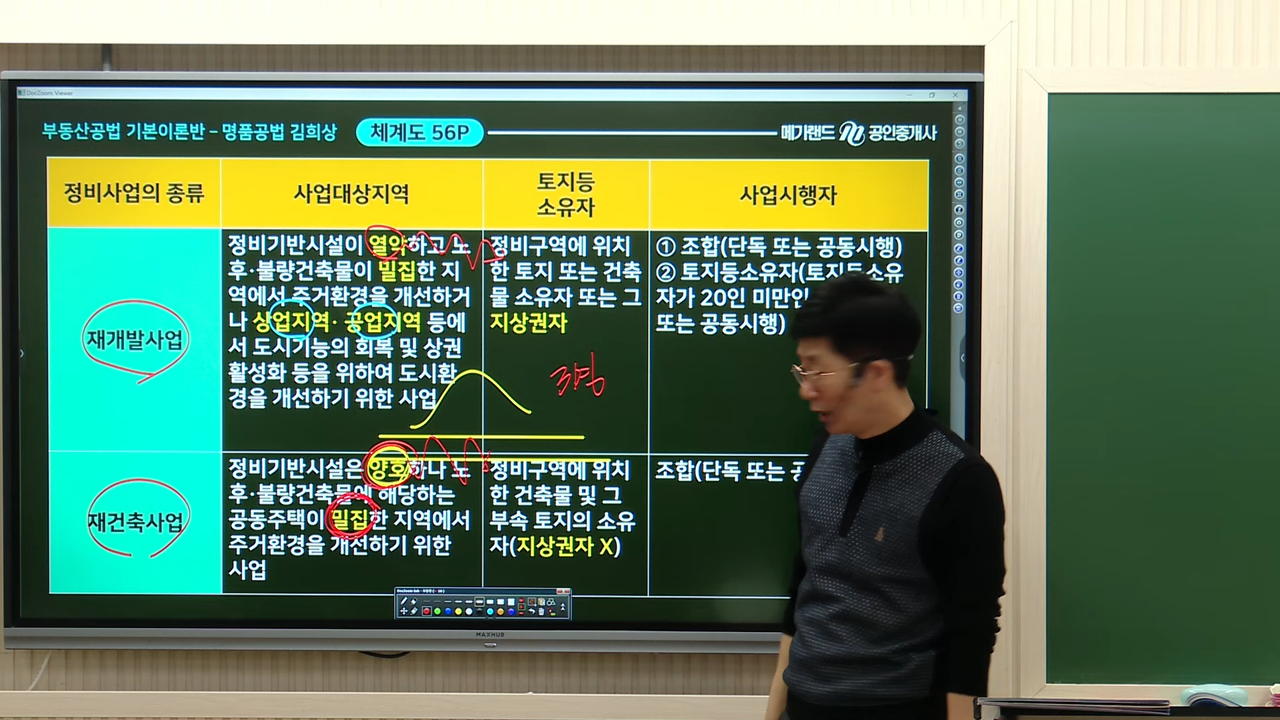 DocZoom Viewer
부동산공법 기본이론반 - 명품공법 김희상
체계도 56P
메가랜드 공인중개사
정비사업의 종류
사업대상지역
토지등
소유자
사업시행자
재개발사업
정비기반시설이 열악하고 노
후·불량건축물이 밀집한 지
역에서 주거환경을 개선하거
나 상업지역· 공업지역 등에
서 도시기능의 회복 및 상권
활성화 등을 위하여 도시환
경을 개선하기 위한 사업
정비구역에 위치
한 토지 또는 건축
물 소유자 또는 그
지상권자
① 조합(단독 또는 공동시행)
② 토지등소유자(토지등소유
자가 20인 미만인
또는 공동시행)
재건축사업
정비기반시설은 양호하나 노
후·불량건축물에 해당하는
공동주택이 밀집한 지역에서
주거환경을 개선하기 위한
사업
정비구역에 위치
한 건축물 및 그
부속 토지의 소유
자(지상권자 X)
조합(단독 또는
MAXHUB